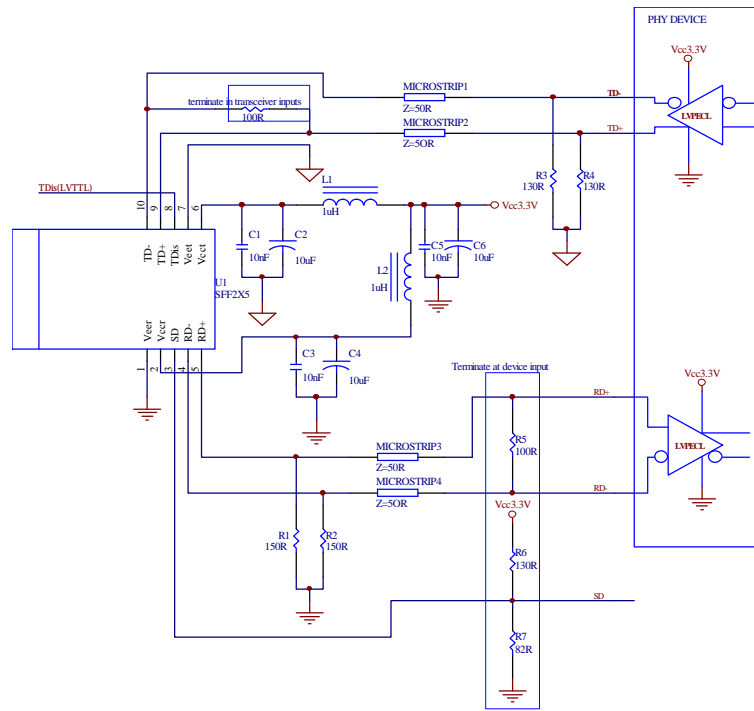 PHY DEVICE
Vcc3.3V
MICROSTRIP1
TD-
terminate in transceiver inputs
Z=50R
LVPECL
100R
MICROSTRIP2
TD+
Z=5OR
R3
130R
R4
130R
TDis(LVTTL)
L1
1uH
Vcc3.3V
10
9
8
7
6
C1
10nF
C2
10uF
C5
10nF
C6
10uF
TD-
TD+
TDis
Veet
Vcct
L2
1uH
U1
SFF2X5
Veer
Vccr
SD
RD-
RD+
1
2
3
4
5
C3
10nF
C4
10uF
Terminate at device input
Vcc3.3V
RD+
MICROSTRIP3
Z=50R
R5
100R
LVPECL
MICROSTRIP4
Z=5OR
RD-
Vcc3.3V
R1
150R
R2
150R
R6
130R
SD
R7
82R